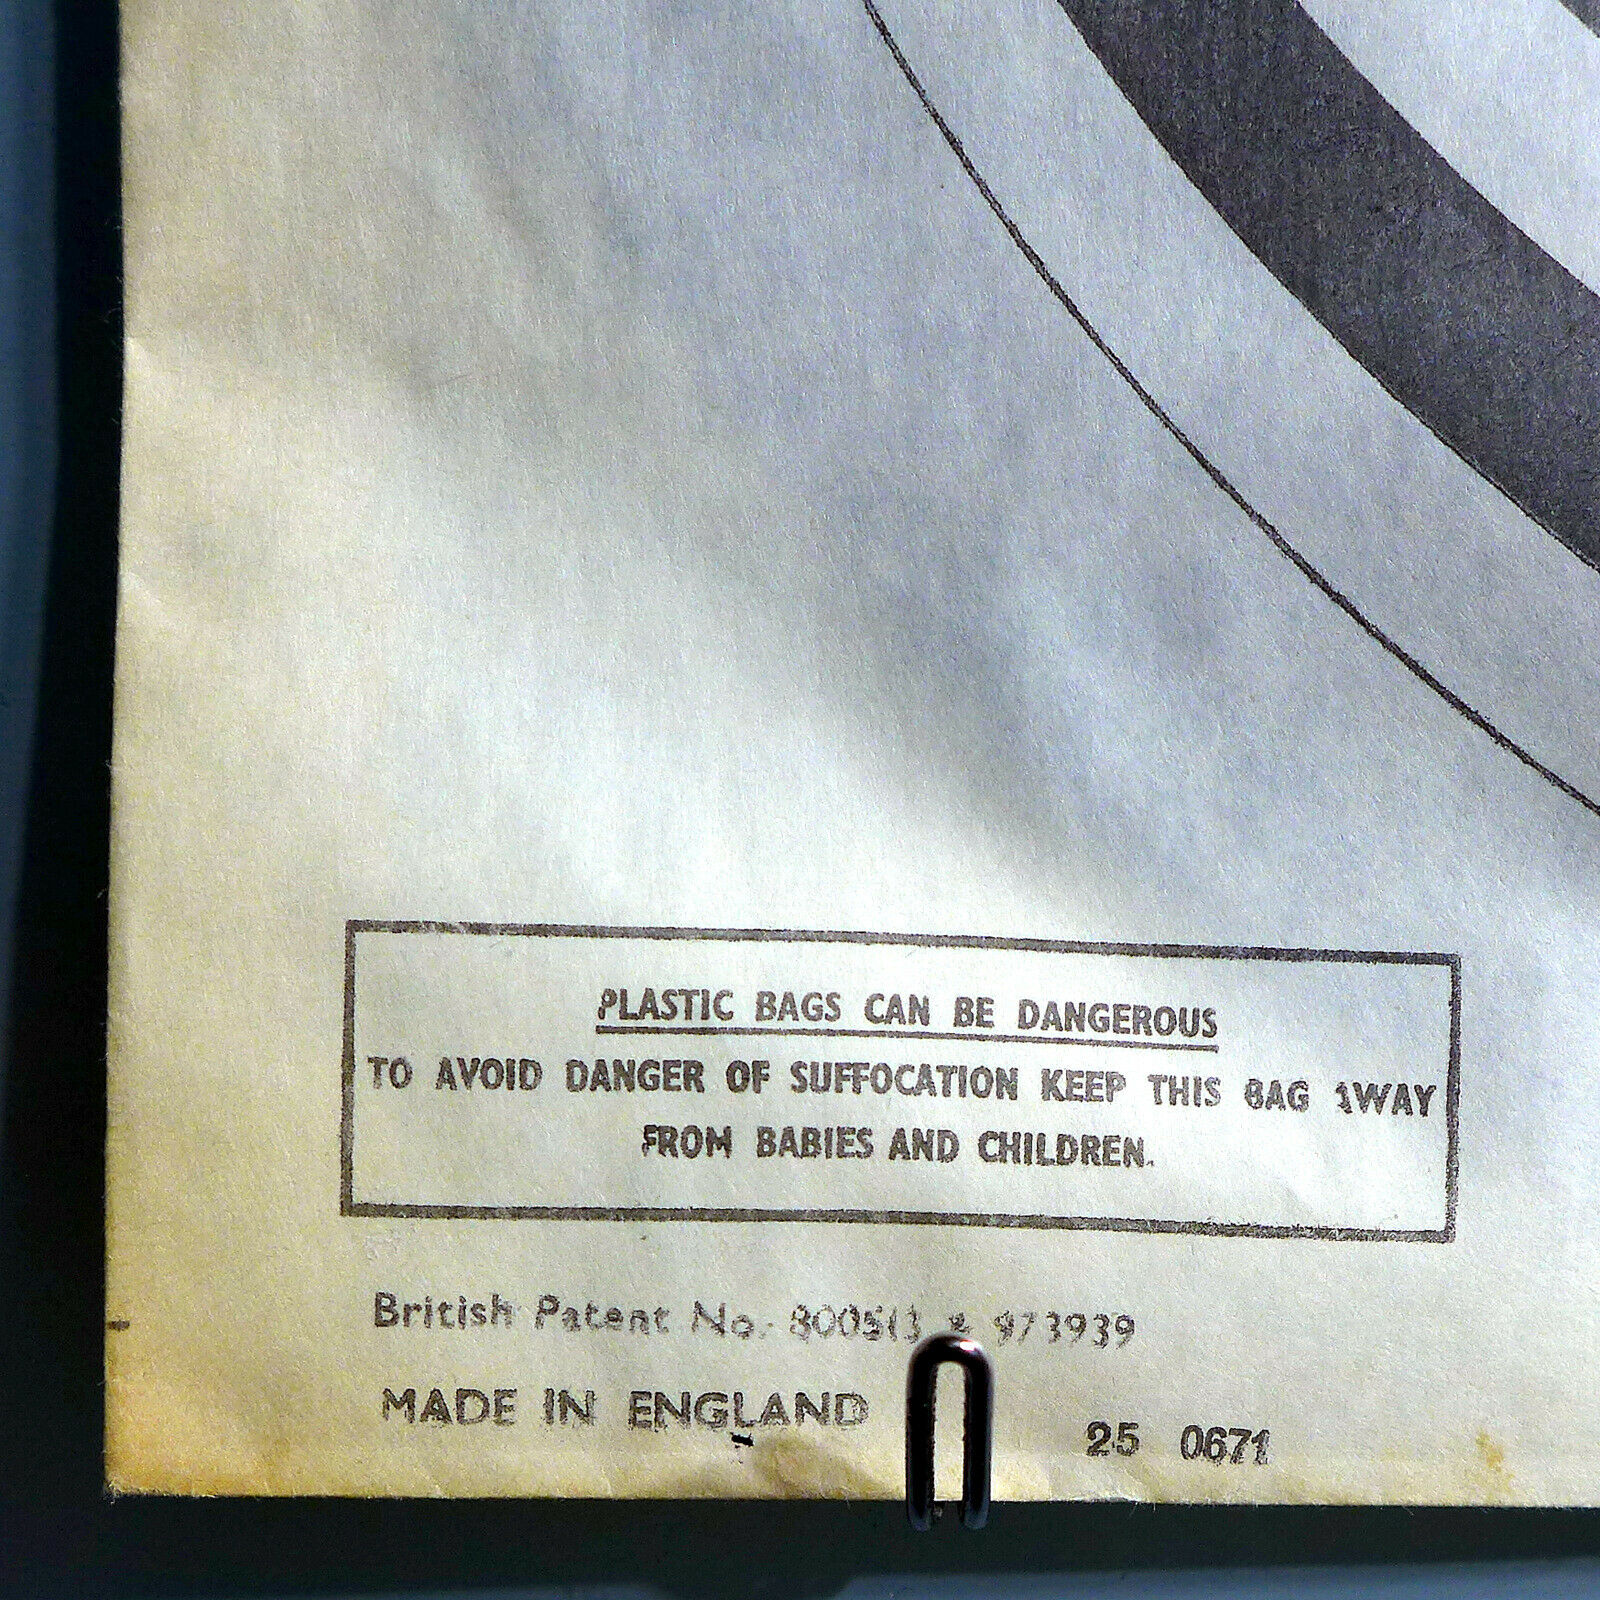 PLASTIC BAGS CAN BE DANGEROUS
TO AVOID DANGER OF SUFFOCATION KEEP THIS BAG AWAY
FROM BABIES AND CHILDREN.
British Patent No. 800513 & 973939
MADE IN ENGLAND
25 0671